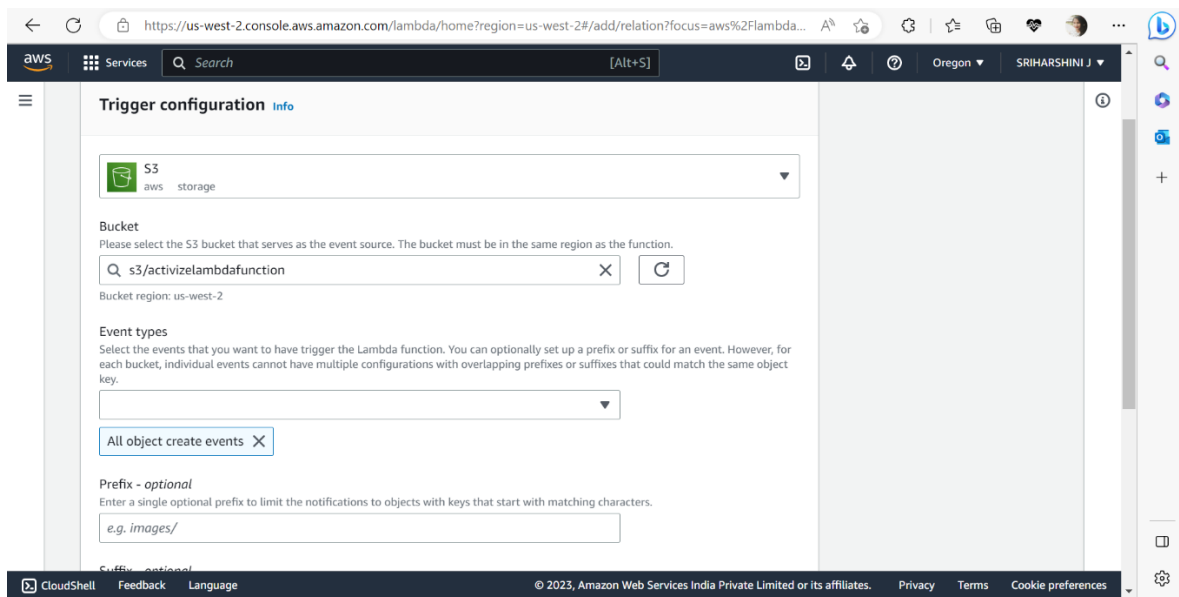 https://us-west-2.console.aws.amazon.com/lambda/home?region=us-west-2#/add/relation?focus=aws%2Flambda...
aws Services Search [Alt+S] Oregon SRIHARSHINI J
Trigger configuration Info
S3
aws storage
Bucket
Please select the S3 bucket that serves as the event source. The bucket must be in the same region as the function.
s3/activizelambdafunction
Bucket region: us-west-2
Event types
Select the events that you want to have trigger the Lambda function. You can optionally set up a prefix or suffix for an event. However, for
each bucket, individual events cannot have multiple configurations with overlapping prefixes or suffixes that could match the same object
key.
All object create events
Prefix - optional
Enter a single optional prefix to limit the notifications to objects with keys that start with matching characters.
e.g. images/
Suffix - optional
CloudShell Feedback Language © 2023, Amazon Web Services India Private Limited or its affiliates. Privacy Terms Cookie preferences